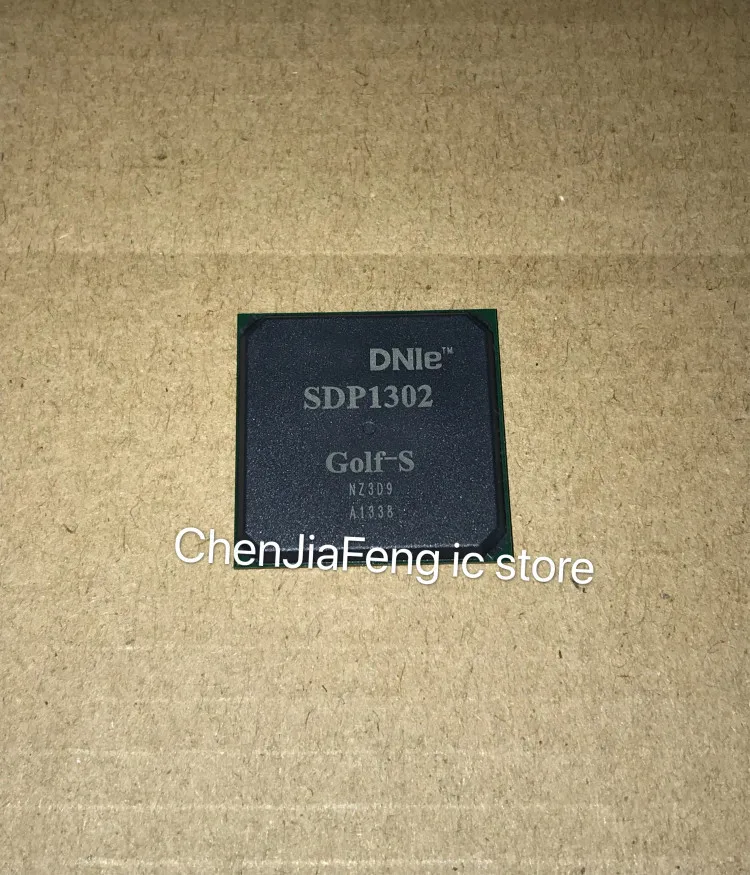 DNIe™
SDP1302
Golf-S
NZ3D9
A1338
ChenJiaFeng ic store